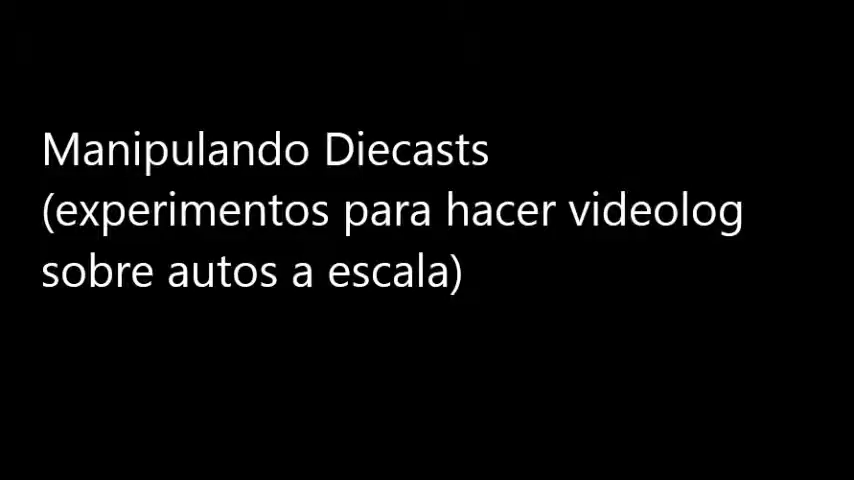 Manipulando Diecasts
(experimentos para hacer videolog
sobre autos a escala)